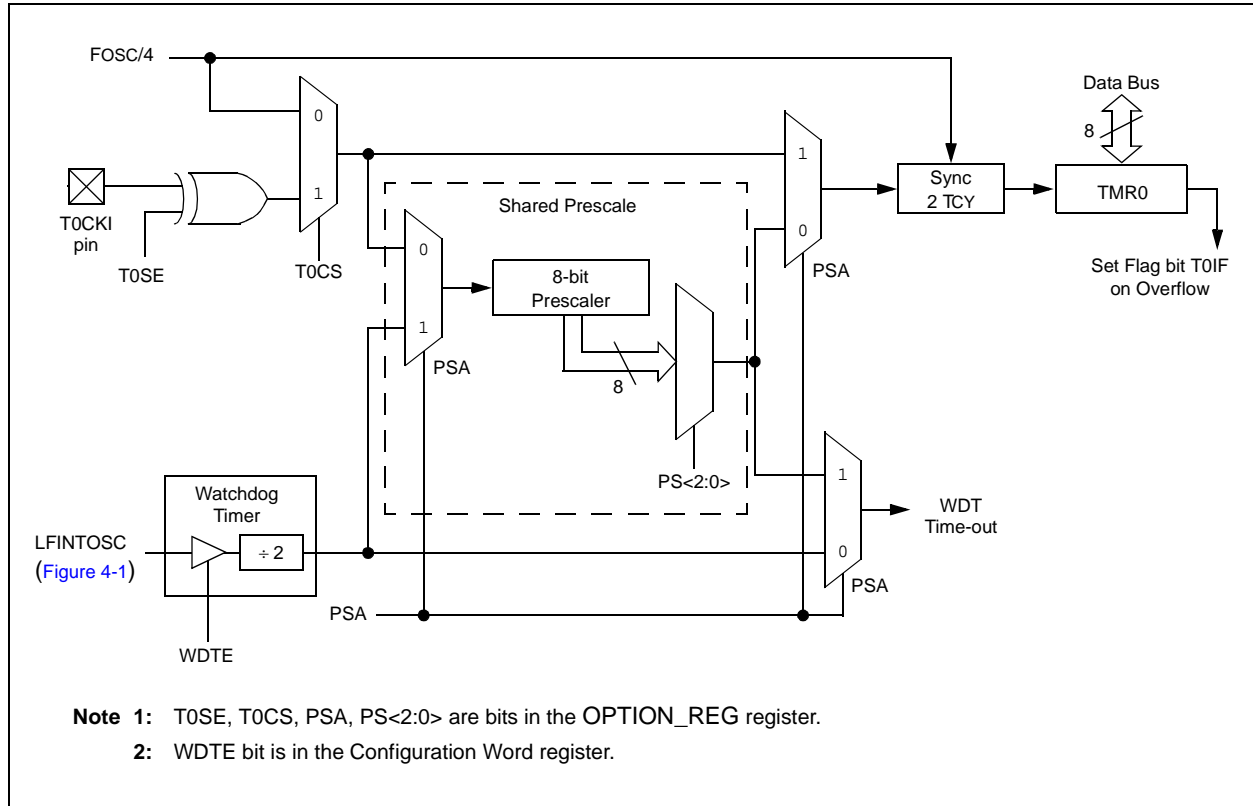 FOSC/4
Data Bus
8
0
1
T0CKI
pin
T0SE
T0CS
Shared Prescale
0
1
PSA
8-bit
Prescaler
8
PS<2:0>
1
0
PSA
Sync
2 TCY
TMR0
Set Flag bit T0IF
on Overflow
Watchdog
Timer
LFINTOSC
(Figure 4-1)
÷ 2
WDTE
PSA
1
0
PSA
WDT
Time-out
Note 1: T0SE, T0CS, PSA, PS<2:0> are bits in the OPTION_REG register.
2: WDTE bit is in the Configuration Word register.